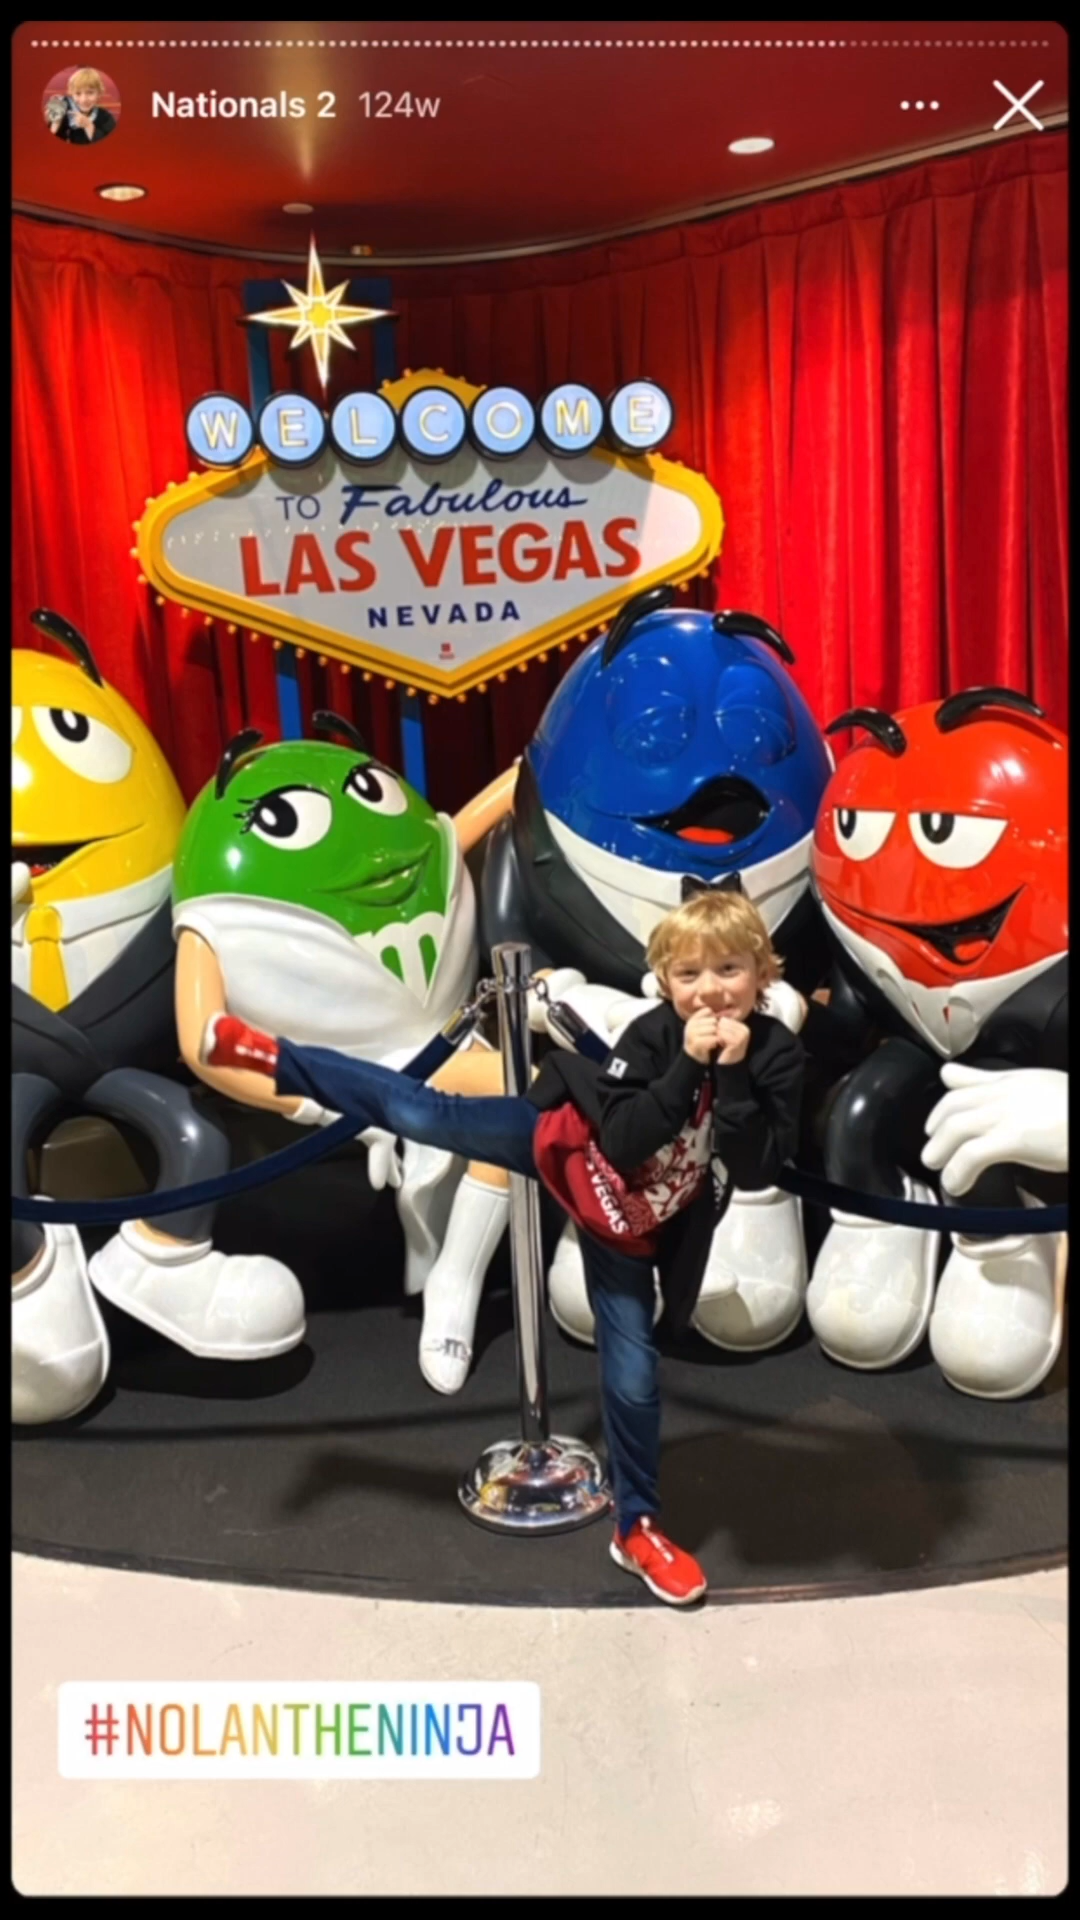 Nationals 2 124w
WELCOME
TO Fabulous
LAS VEGAS
NEVADA
m
VEGAS
#NOLANTHENINJA